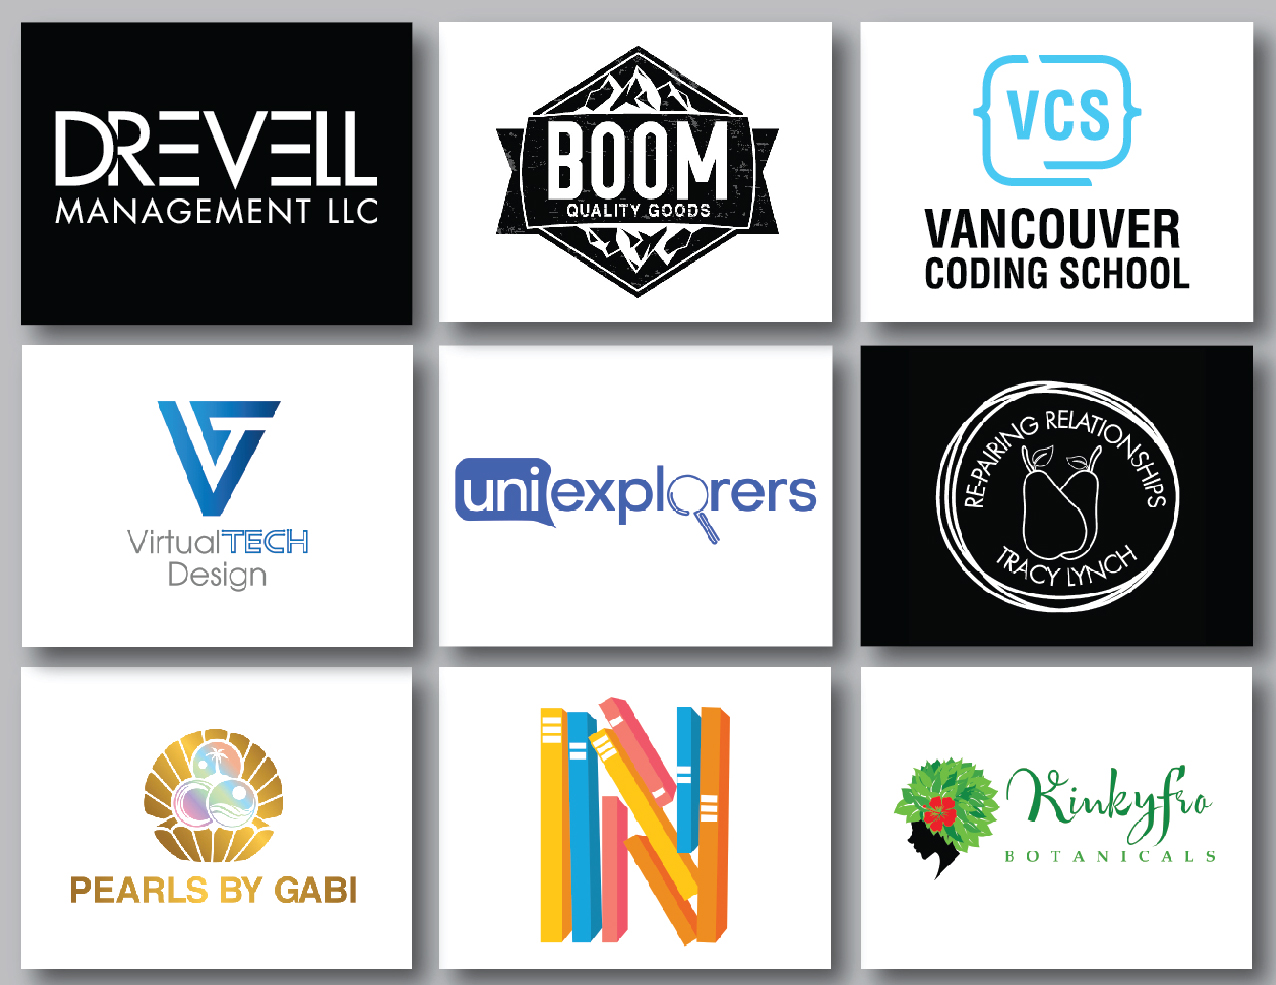 DREVELL
MANAGEMENT LLC
BOOM
QUALITY GOODS
VCS
VANCOUVER
CODING SCHOOL
VirtualTECH
Design
uniexplorers
RE-PAIRING RELATIONSHIPS
TRACY LYNCH
PEARLS BY GABI
N
Kinkyfro
BOTANICALS